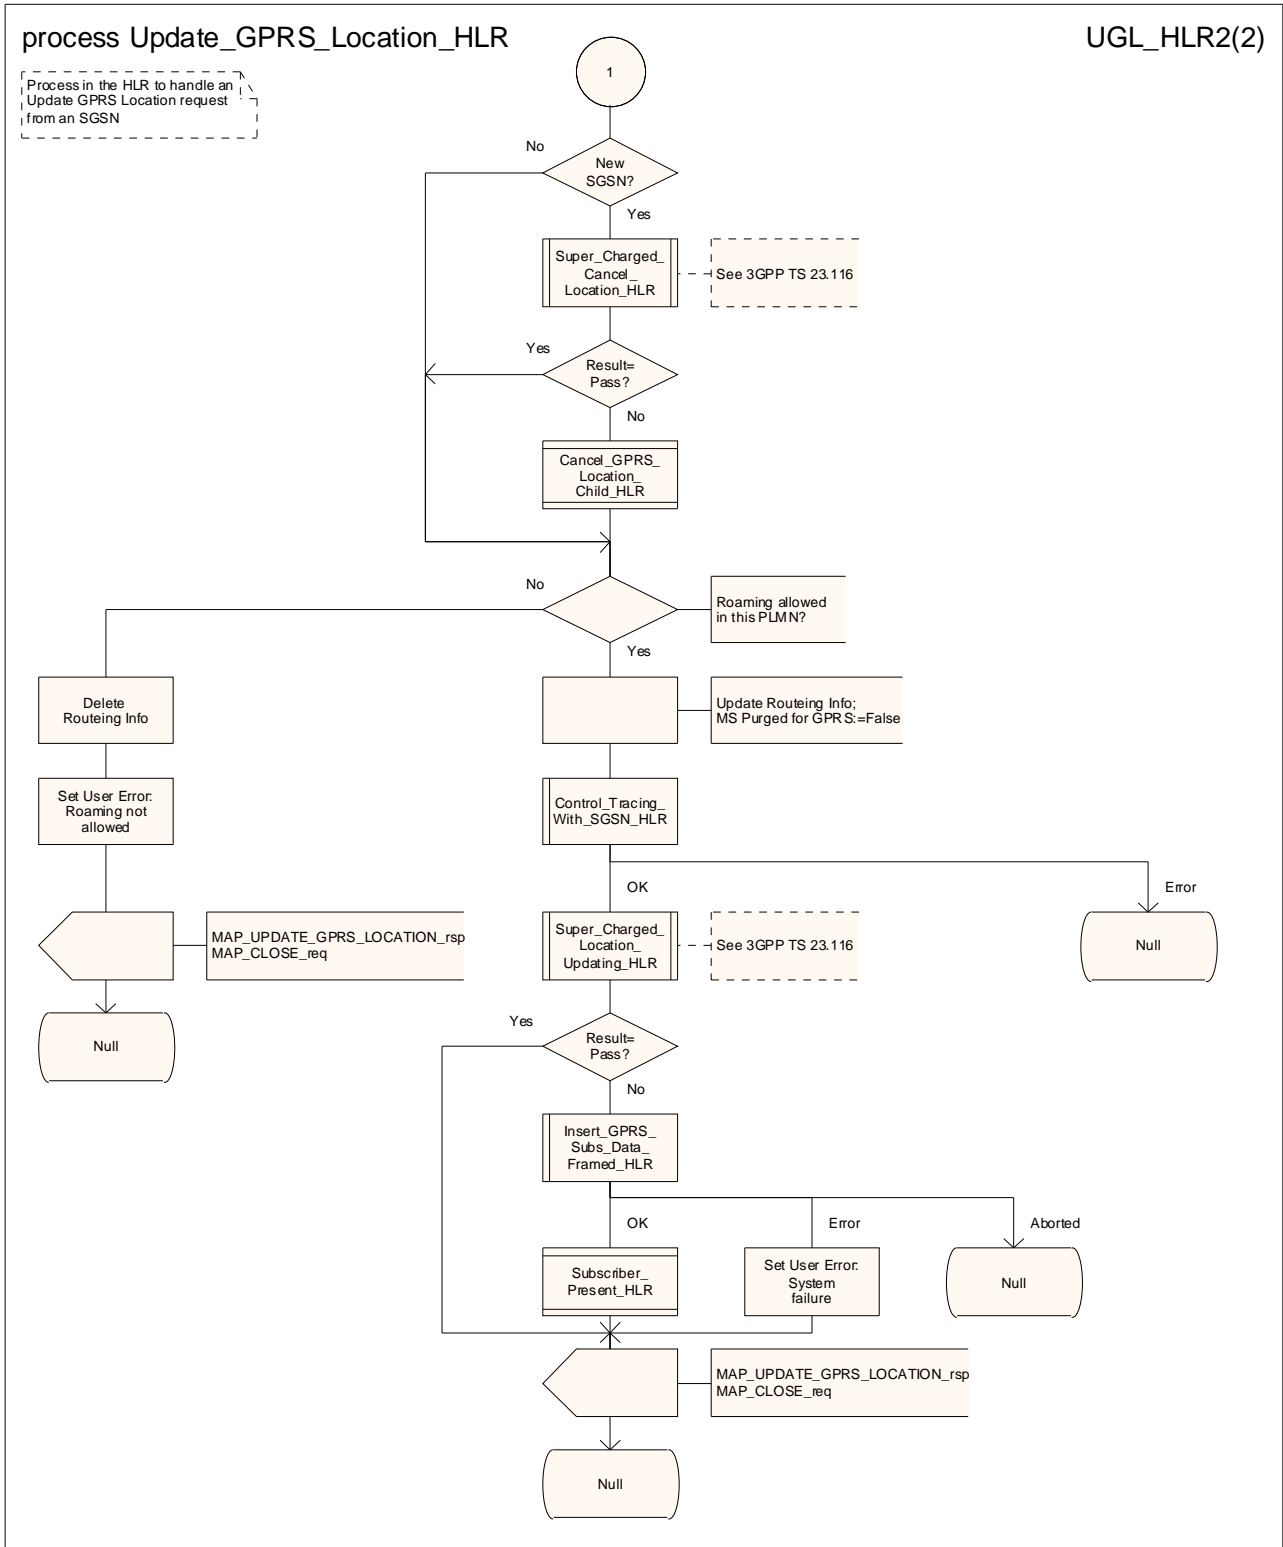 process Update_GPRS_Location_HLR
UGL_HLR2(2)
Process in the HLR to handle an
Update GPRS Location request
from an SGSN
1
No
New
SGSN?
Yes
Super_Charged_
Cancel_
Location_HLR
See 3GPP TS 23.116
Yes
Result=
Pass?
No
Cancel_GPRS_
Location_
Child_HLR
No
Roaming allowed
in this PLMN?
Yes
Delete
Routeing Info
Update Routeing Info;
MS Purged for GPRS:=False
Set User Error:
Roaming not
allowed
Control_Tracing_
With_SGSN_HLR
OK
Error
MAP_UPDATE_GPRS_LOCATION_rsp
MAP_CLOSE_req
Super_Charged_
Location_
Updating_HLR
See 3GPP TS 23.116
Null
Null
Yes
Result=
Pass?
No
Insert_GPRS_
Subs_Data_
Framed_HLR
OK
Error
Aborted
Subscriber_
Present_HLR
Set User Error:
System
failure
Null
MAP_UPDATE_GPRS_LOCATION_rsp
MAP_CLOSE_req
Null